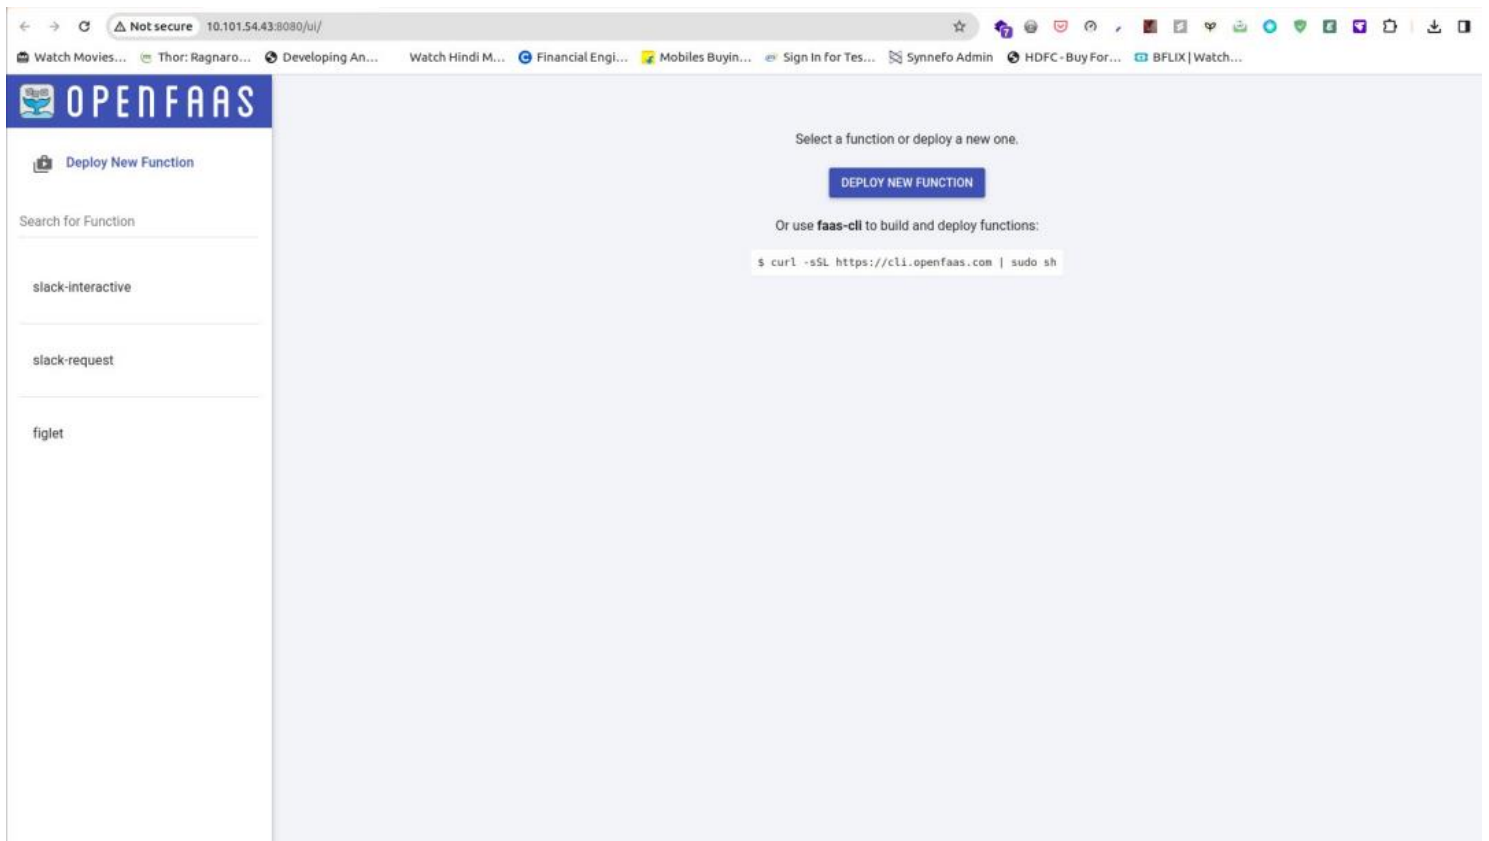 Not secure 10.101.54.43:8080/ui/
7
Watch Movies... Thor: Ragnaro... Developing An... Watch Hindi M... Financial Engi... Mobiles Buyin... Sign In for Tes... Synnefo Admin HDFC - Buy For... BFLIX | Watch...
OPENFAAS
Deploy New Function
Search for Function
slack-interactive
slack-request
figlet
Select a function or deploy a new one.
DEPLOY NEW FUNCTION
Or use faas-cli to build and deploy functions:
$ curl -sSL https://cli.openfaas.com | sudo sh